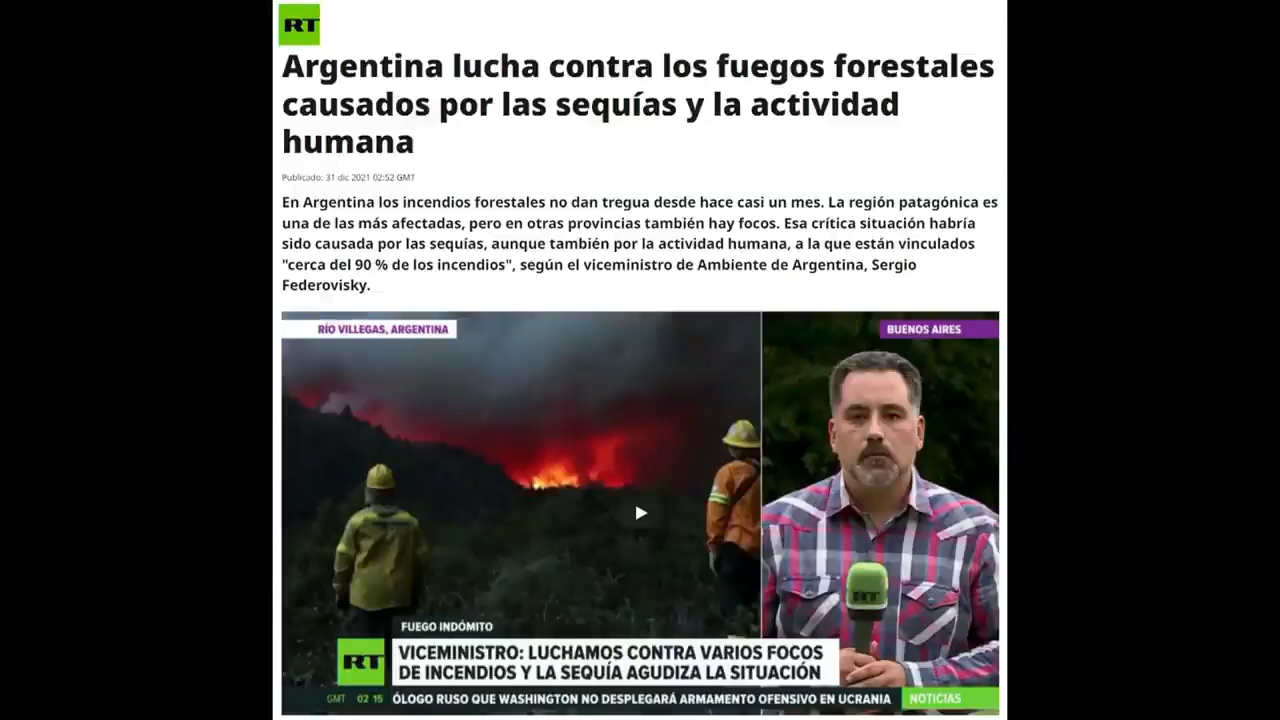 RT
Argentina lucha contra los fuegos forestales
causados por las sequías y la actividad
humana
Publicado: 31 dic 2021 02:52 GMT
En Argentina los incendios forestales no dan tregua desde hace casi un mes. La región patagónica es
una de las más afectadas, pero en otras provincias también hay focos. Esa crítica situación habría
sido causada por las sequías, aunque también por la actividad humana, a la que están vinculados
"cerca del 90 % de los incendios", según el viceministro de Ambiente de Argentina, Sergio
Federovisky.
RÍO VILLEGAS, ARGENTINA
BUENOS AIRES
RT
FUEGO INDÓMITO
RT
VICEMINISTRO: LUCHAMOS CONTRA VARIOS FOCOS
DE INCENDIOS Y LA SEQUÍA AGUDIZA LA SITUACIÓN
GMT 02 15 ÓLOGO RUSO QUE WASHINGTON NO DESPLEGARÁ ARMAMENTO OFENSIVO EN UCRANIA NOTICIAS